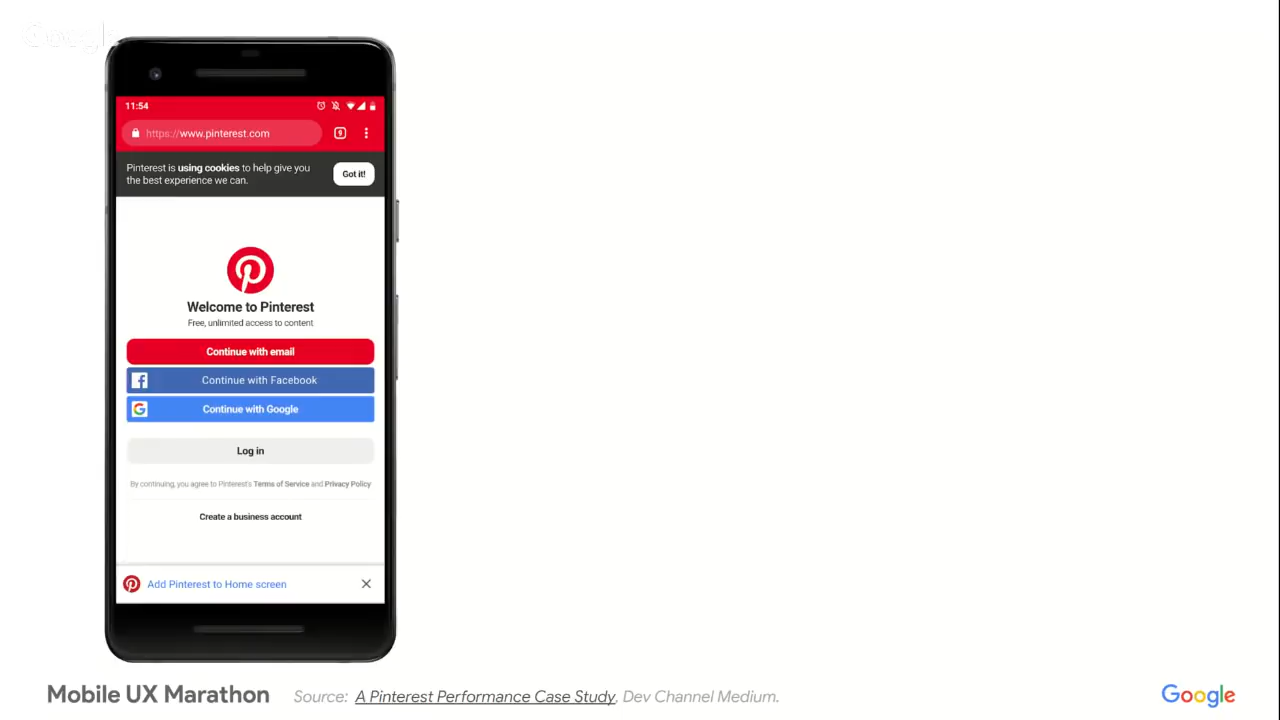 Google
11:54
https://www.pinterest.com
Pinterest is using cookies to help give you
the best experience we can.
Got it!
Welcome to Pinterest
Free, unlimited access to content
Continue with email
Continue with Facebook
Continue with Google
Log in
By continuing, you agree to Pinterest's Terms of Service and Privacy Policy
Create a business account
Add Pinterest to Home screen
Mobile UX Marathon
Source: A Pinterest Performance Case Study, Dev Channel Medium.
Google